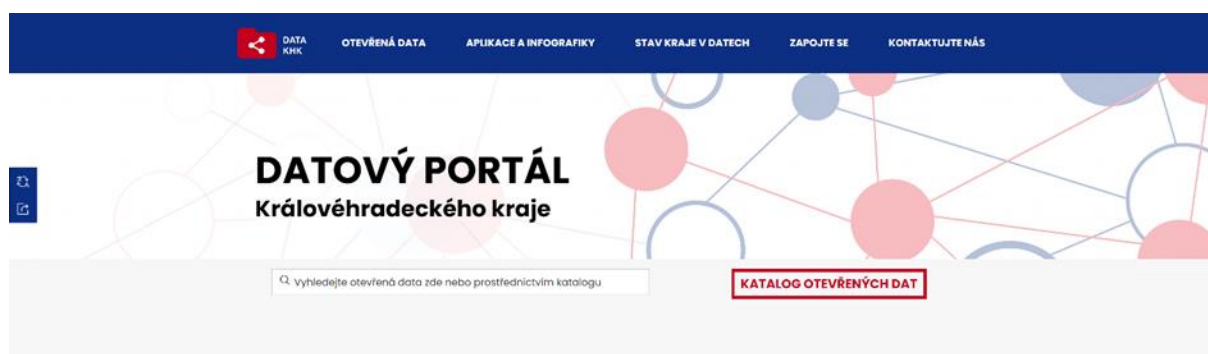 DATA
KHK
OTEVŘENÁ DATA
APLIKACE A INFOGRAFIKY
STAV KRAJE V DATECH
ZAPOJTE SE
KONTAKTUJTE NÁS
DATOVÝ PORTÁL
Královéhradeckého kraje
Vyhledejte otevřená data zde nebo prostřednictvím katalogu
KATALOG OTEVŘENÝCH DAT